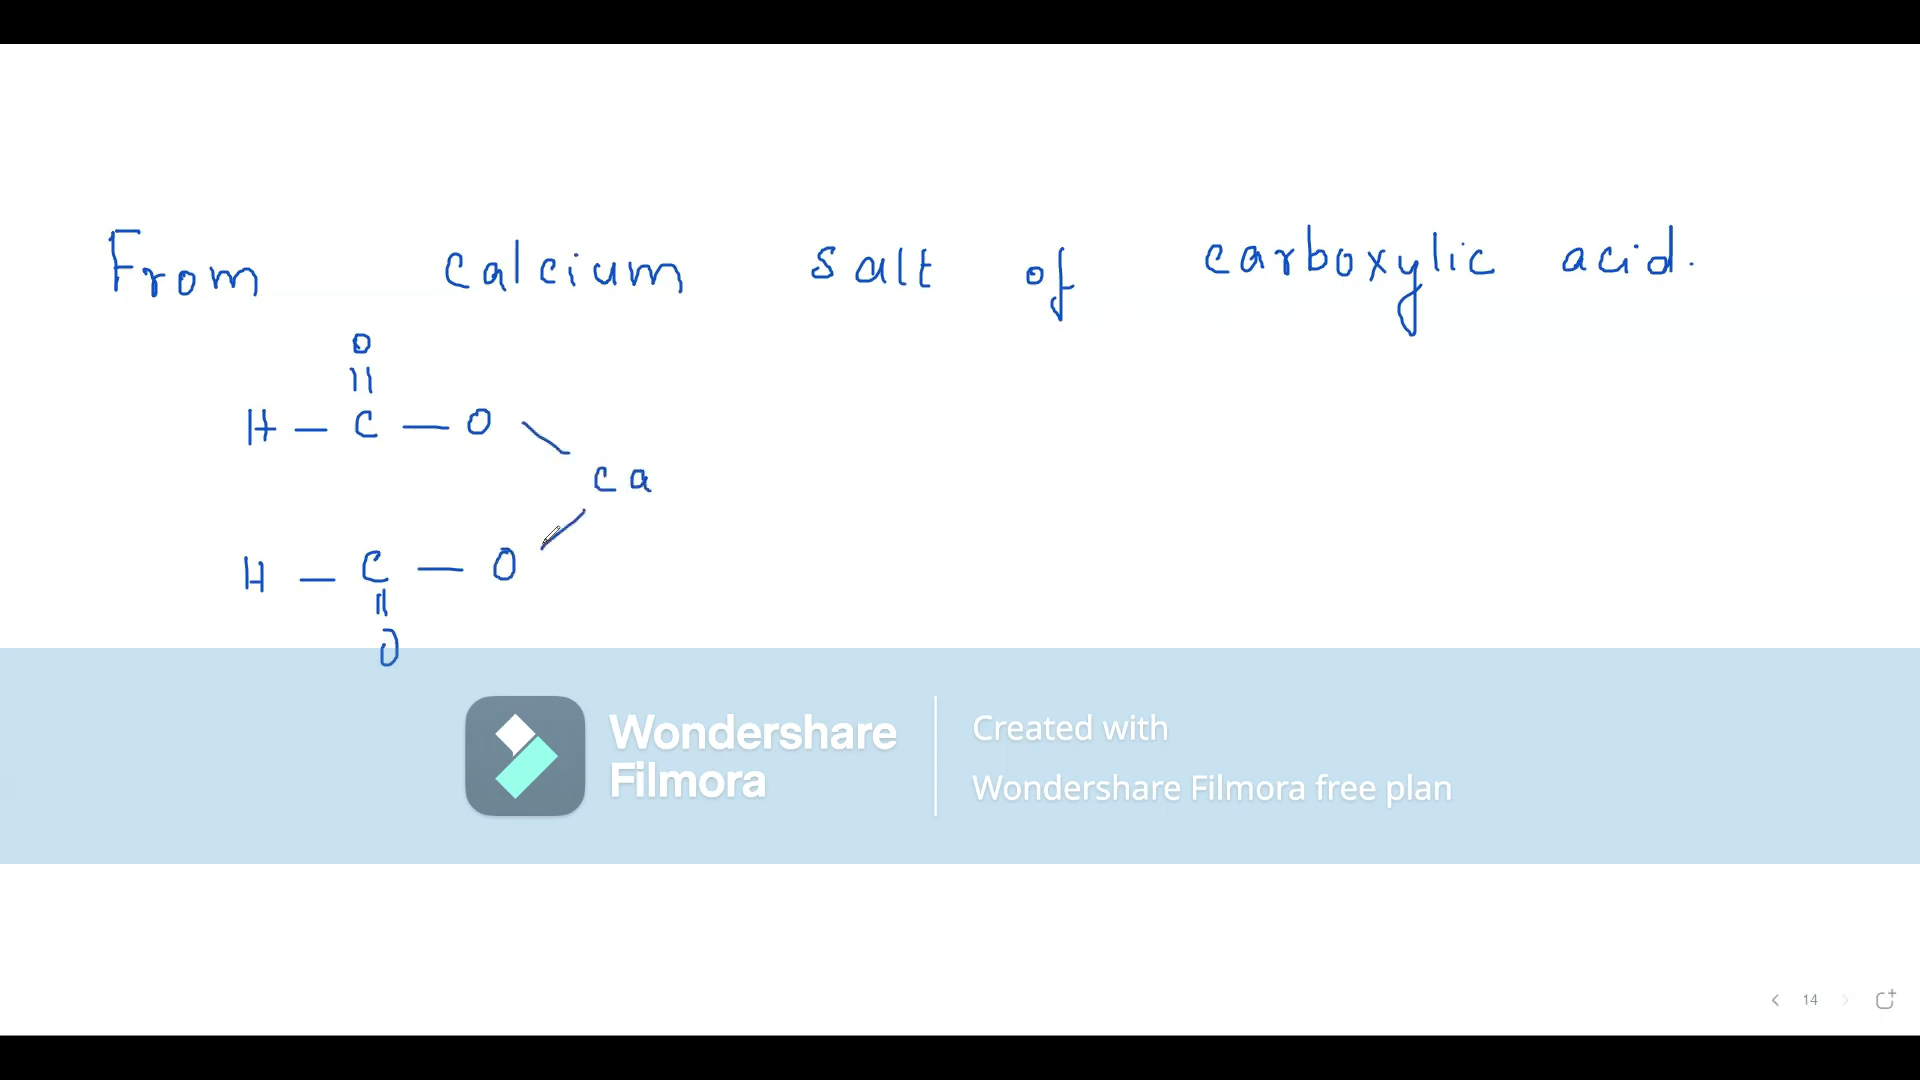 From calcium salt of carboxylic acid.
O
||
H — C — O
Ca
H — C — O
||
O
Wondershare
Filmora
Created with
Wondershare Filmora free plan
< 14 >